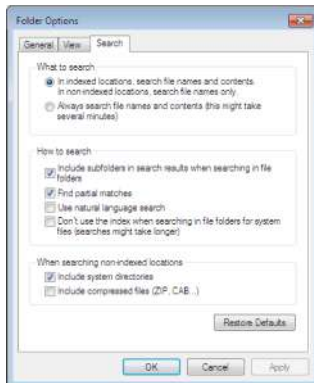 Folder Options
General View Search
What to search
In indexed locations, search file names and contents.
In non-indexed locations, search file names only.
Always search file names and contents (this might take
several minutes)
How to search
Include subfolders in search results when searching in file
folders
Find partial matches
Use natural language search
Don't use the index when searching in file folders for system
files (searches might take longer)
When searching non-indexed locations
Include system directories
Include compressed files (ZIP, CAB...)
Restore Defaults
OK Cancel Apply